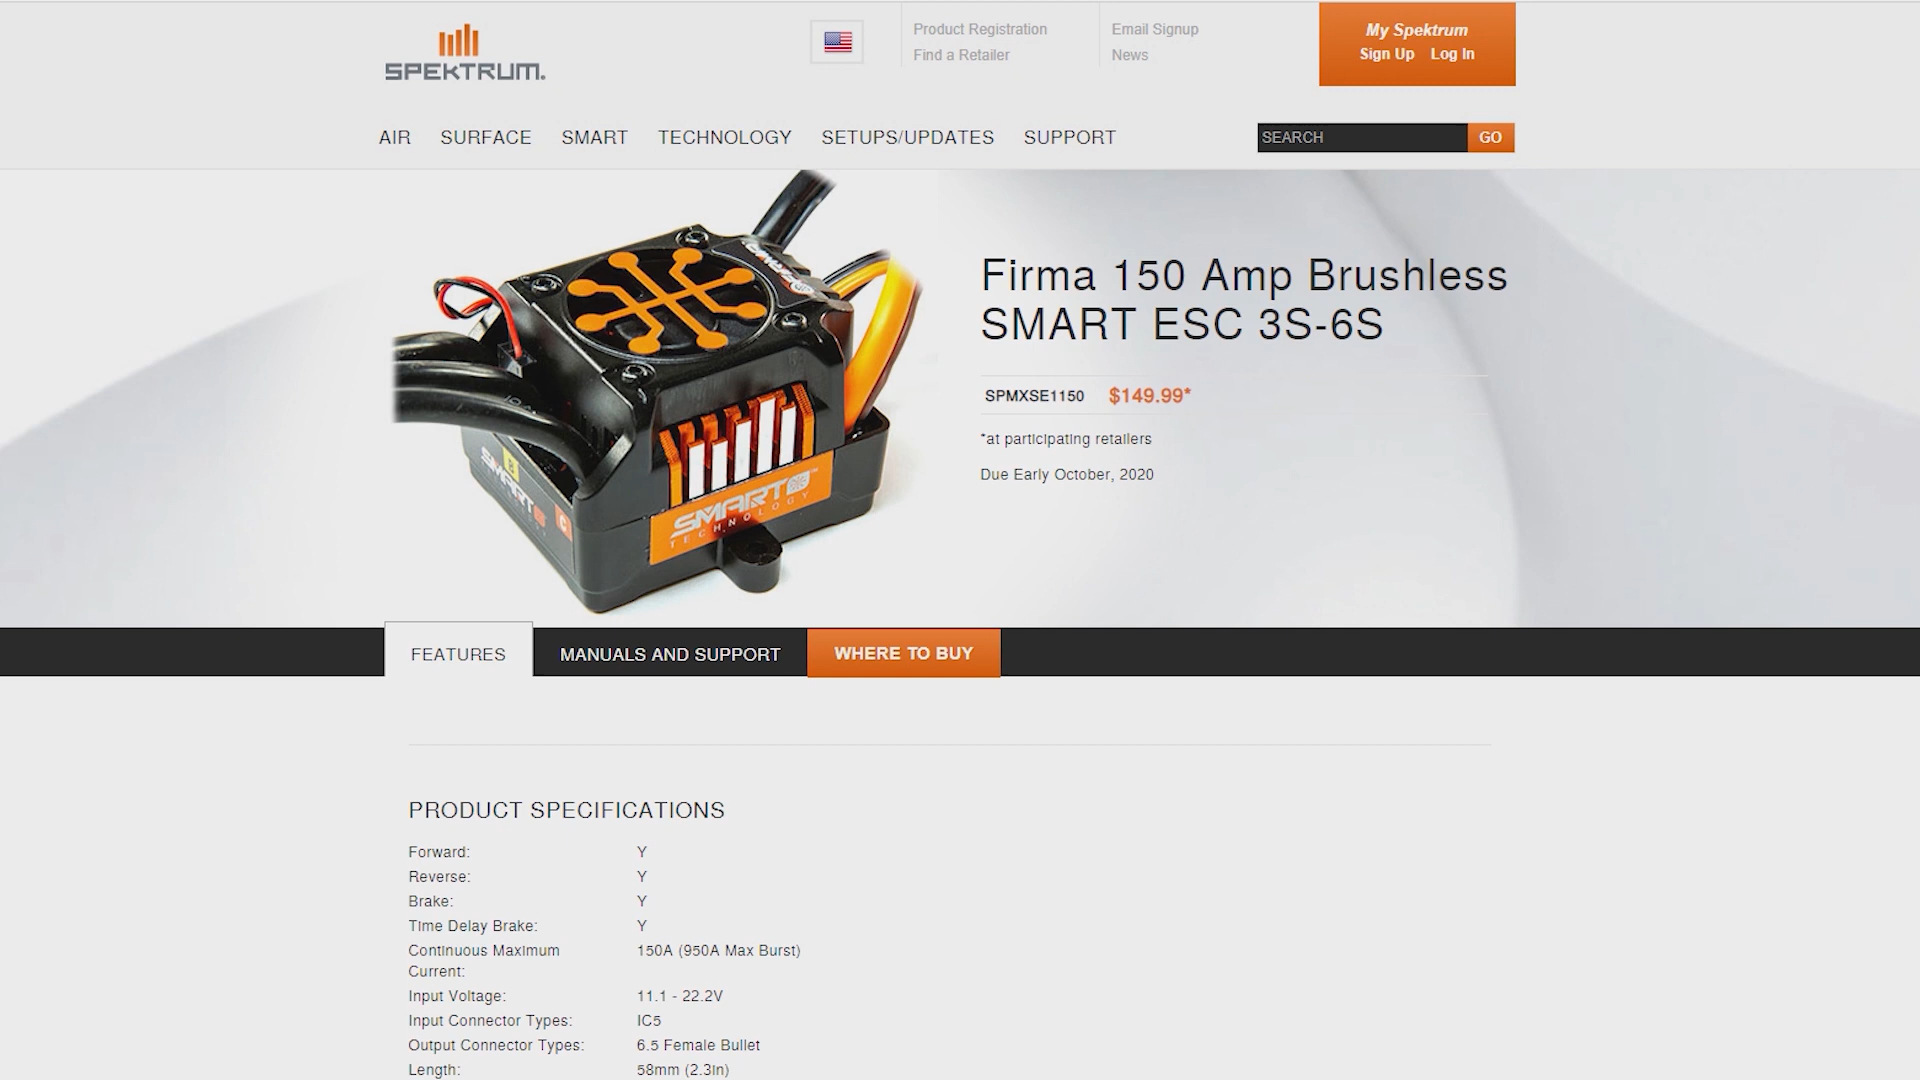 SPEKTRUM.
Product Registration
Find a Retailer
Email Signup
News
My Spektrum
Sign Up Log In
AIR SURFACE SMART TECHNOLOGY SETUPS/UPDATES SUPPORT
SEARCH GO
Firma 150 Amp Brushless
SMART ESC 3S-6S
SPMXSE1150 $149.99*
*at participating retailers
Due Early October, 2020
SMART
B
C
SMART
TECHNOLOGY
FEATURES MANUALS AND SUPPORT WHERE TO BUY
PRODUCT SPECIFICATIONS
Forward: Y
Reverse: Y
Brake: Y
Time Delay Brake: Y
Continuous Maximum 150A (950A Max Burst)
Current:
Input Voltage: 11.1 - 22.2V
Input Connector Types: IC5
Output Connector Types: 6.5 Female Bullet
Length: 58mm (2.3in)